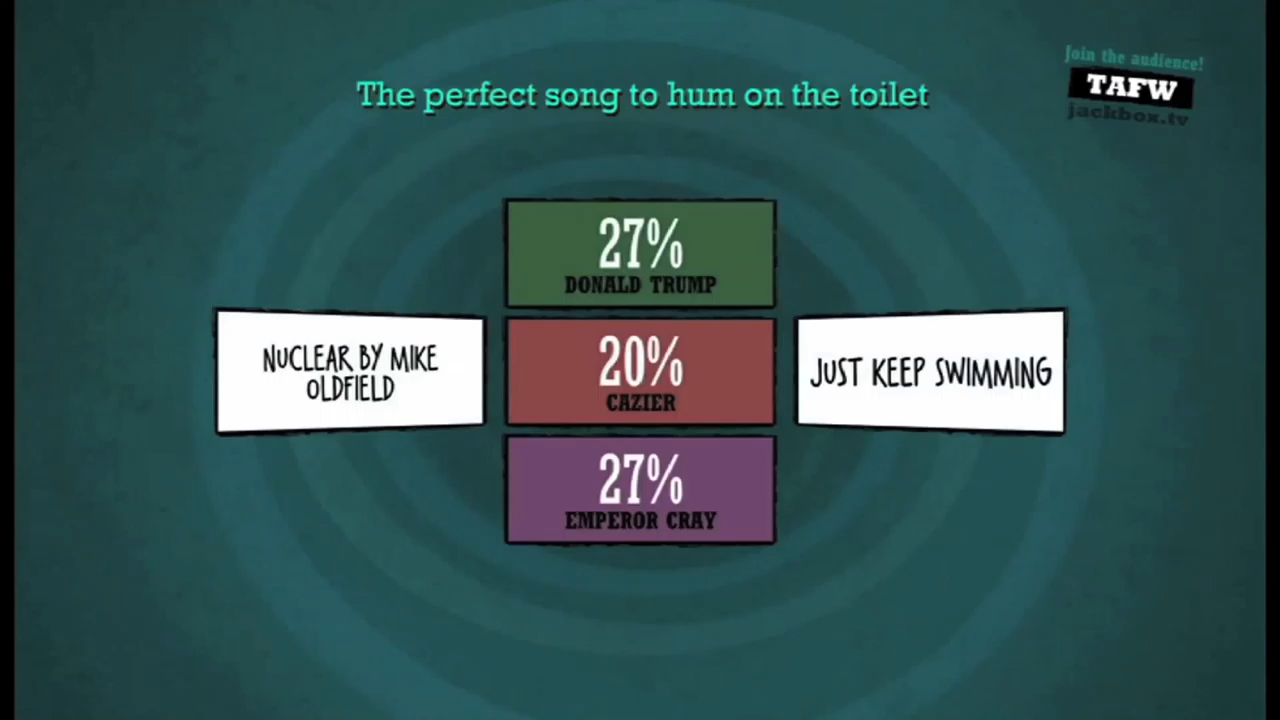 Join the audience!
TAFW
jackbox.tv
The perfect song to hum on the toilet
27%
DONALD TRUMP
NUCLEAR BY MIKE
OLDFIELD
20%
CAZIER
JUST KEEP SWIMMING
27%
EMPEROR CRAY